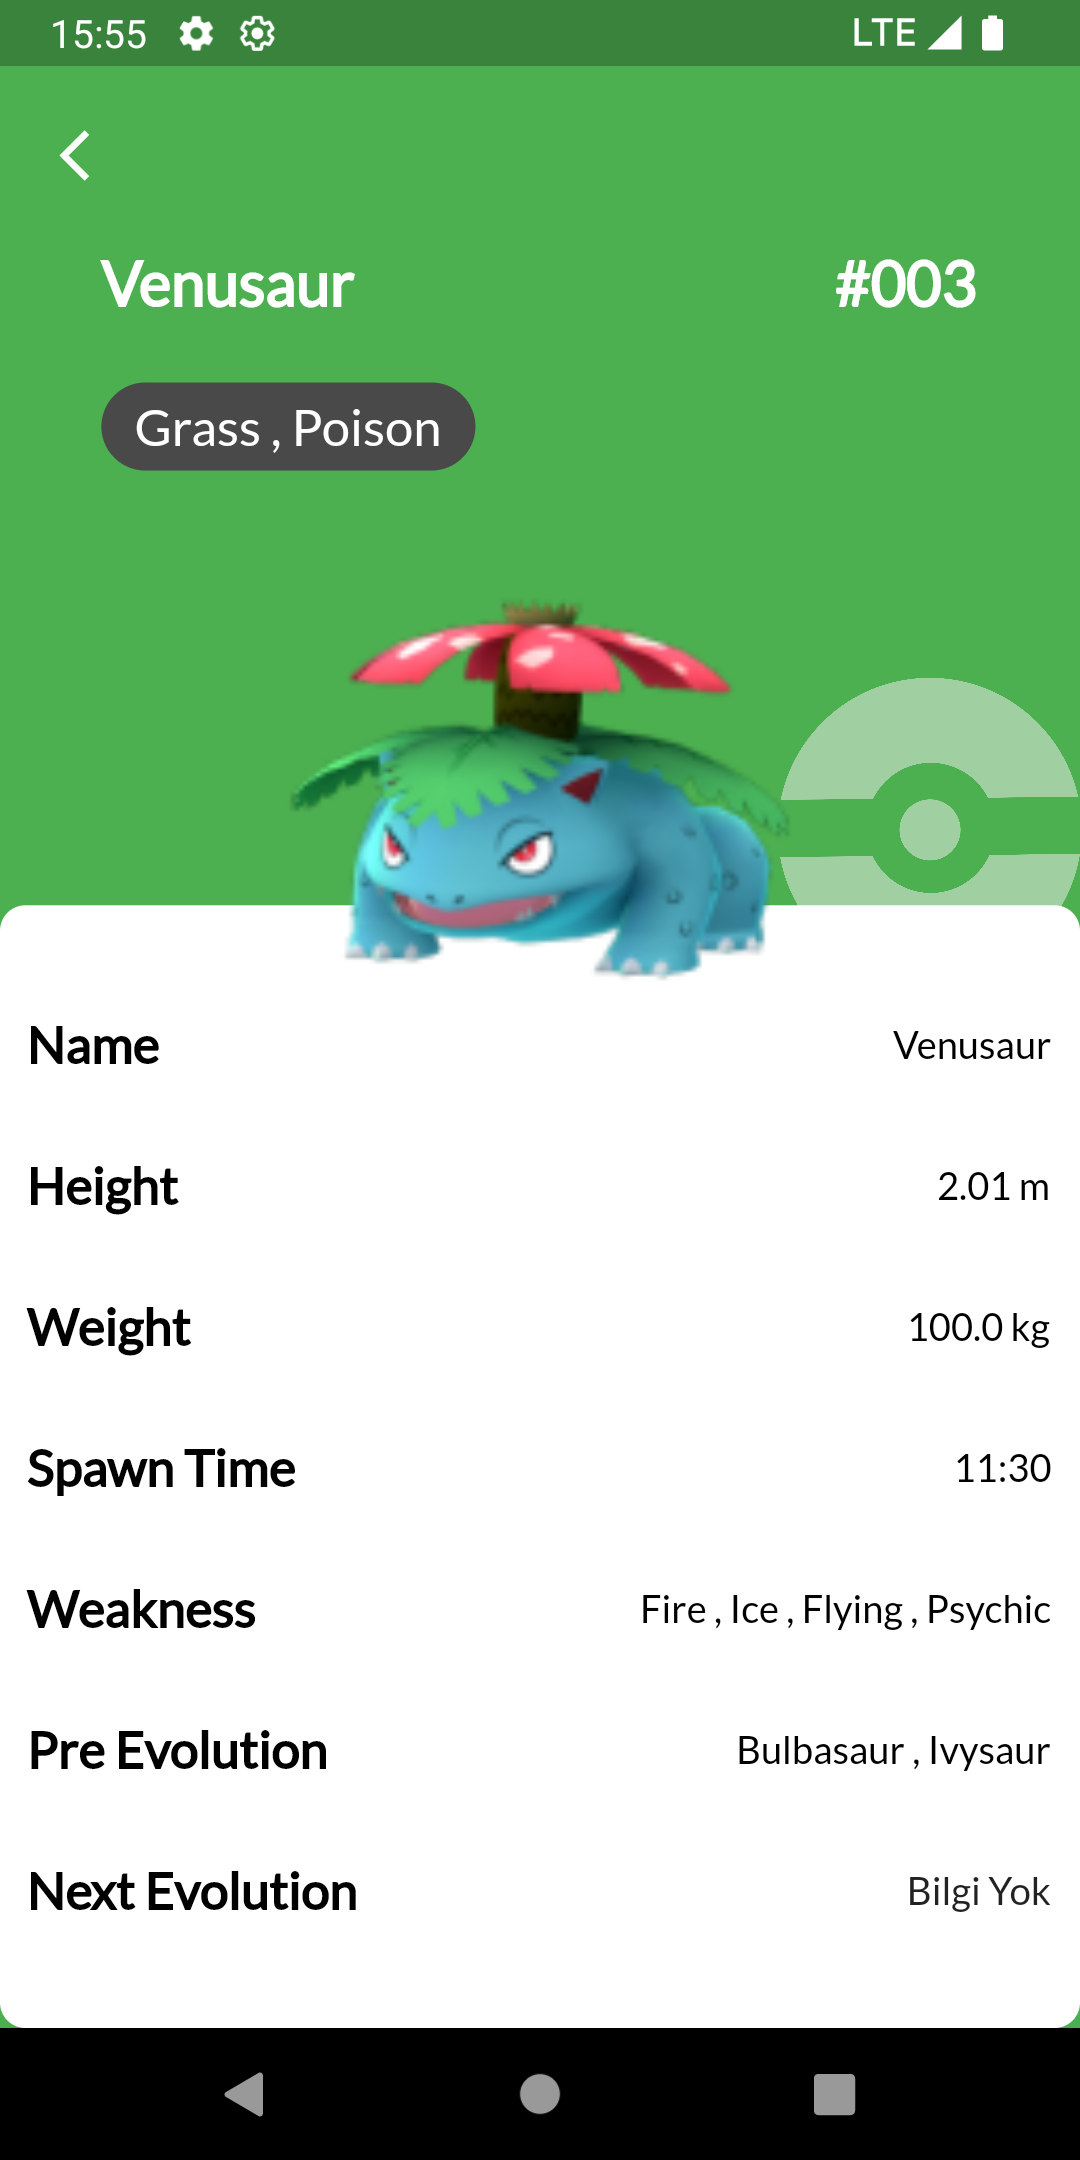 15:55 LTE
Venusaur #003
Grass , Poison
Name Venusaur
Height 2.01 m
Weight 100.0 kg
Spawn Time 11:30
Weakness Fire , Ice , Flying , Psychic
Pre Evolution Bulbasaur , Ivysaur
Next Evolution Bilgi Yok